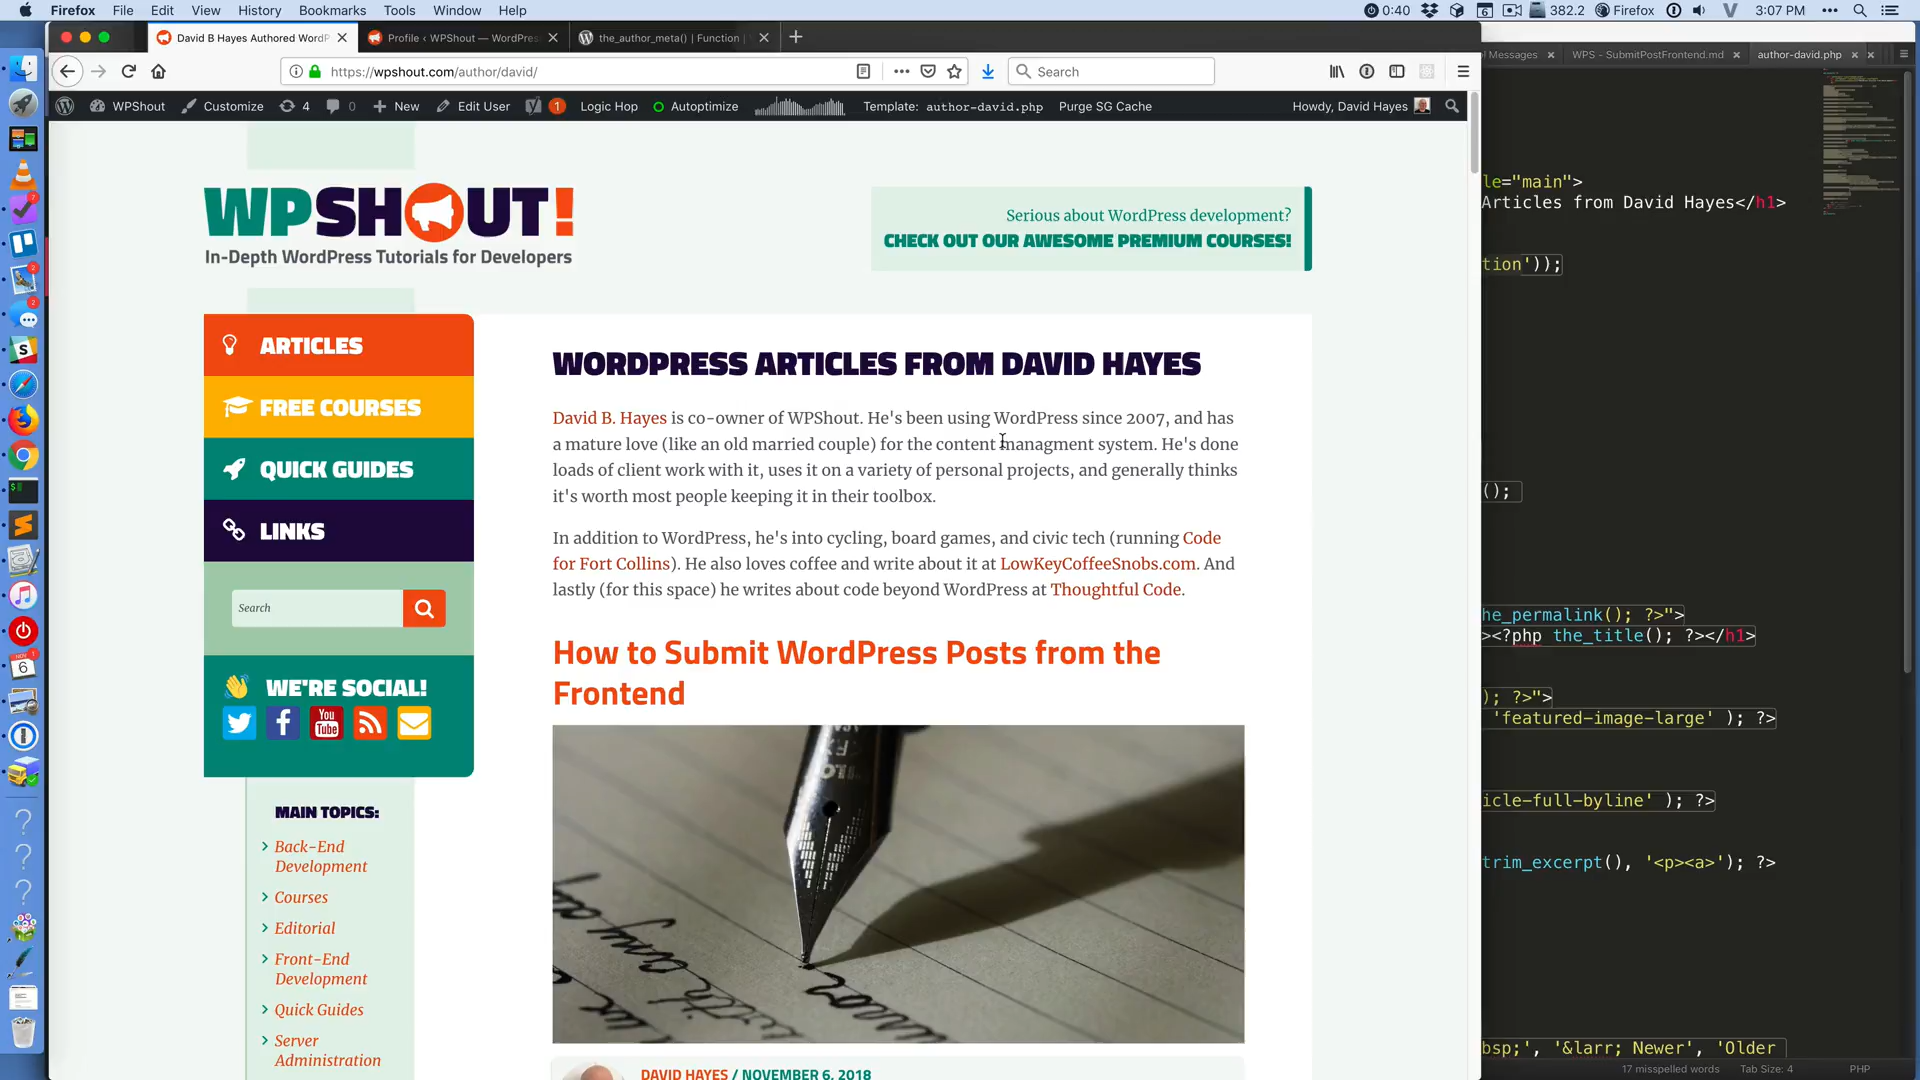 Firefox File Edit View History Bookmarks Tools Window Help 0:40 6 382.2 Firefox 3:07 PM
David B Hayes Authored WordP Profile ‹ WPShout — WordPres the_author_meta() | Function |
Messages WPS - SubmitPostFrontend.md author-david.php
https://wpshout.com/author/david/ Search
WPShout Customize 4 0 New Edit User 1 Logic Hop Autoptimize Template: author-david.php Purge SG Cache Howdy, David Hayes
WPSHOUT!
In-Depth WordPress Tutorials for Developers
Serious about WordPress development?
CHECK OUT OUR AWESOME PREMIUM COURSES!
ARTICLES
FREE COURSES
QUICK GUIDES
LINKS
Search
WE'RE SOCIAL!
You
Tube
MAIN TOPICS:
Back-End
Development
Courses
Editorial
Front-End
Development
Quick Guides
Server
Administration
WORDPRESS ARTICLES FROM DAVID HAYES
David B. Hayes is co-owner of WPShout. He's been using WordPress since 2007, and has
a mature love (like an old married couple) for the content managment system. He's done
loads of client work with it, uses it on a variety of personal projects, and generally thinks
it's worth most people keeping it in their toolbox.
In addition to WordPress, he's into cycling, board games, and civic tech (running Code
for Fort Collins). He also loves coffee and write about it at LowKeyCoffeeSnobs.com. And
lastly (for this space) he writes about code beyond WordPress at Thoughtful Code.
How to Submit WordPress Posts from the
Frontend
DAVID HAYES / NOVEMBER 6, 2018
le="main">
Articles from David Hayes</h1>
tion'));
();
he_permalink(); ?>">
><?php the_title(); ?></h1>
); ?>">
'featured-image-large' ); ?>
icle-full-byline' ); ?>
trim_excerpt(), '<p><a>'); ?>
bsp;', '&larr; Newer', 'Older
17 misspelled words Tab Size: 4 PHP